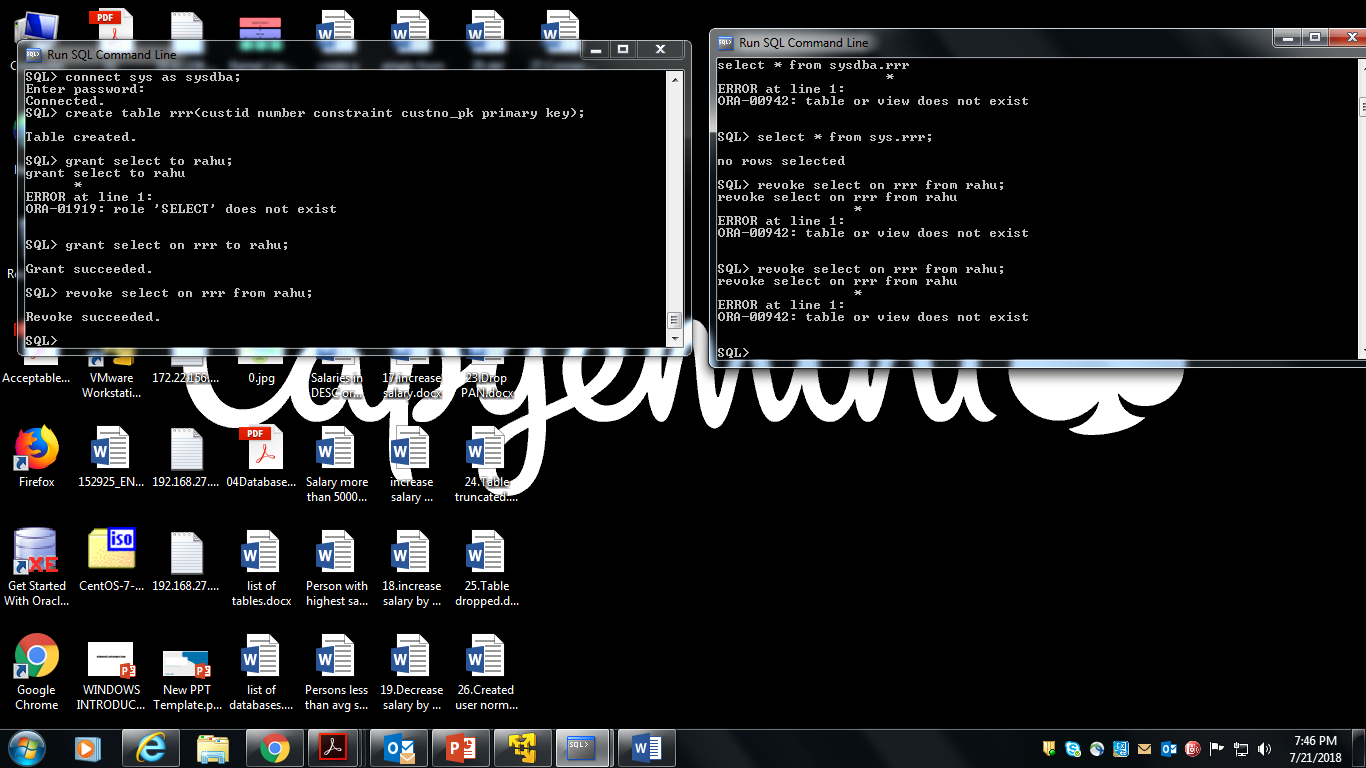 Run SQL Command Line
SQL> connect sys as sysdba;
Enter password:
Connected.
SQL> create table rrr(custid number constraint custno_pk primary key);
Table created.
SQL> grant select to rahu;
grant select to rahu
*
ERROR at line 1:
ORA-01919: role 'SELECT' does not exist
SQL> grant select on rrr to rahu;
Grant succeeded.
SQL> revoke select on rrr from rahu;
Revoke succeeded.
SQL>
Run SQL Command Line
select * from sysdba.rrr
*
ERROR at line 1:
ORA-00942: table or view does not exist
SQL> select * from sys.rrr;
no rows selected
SQL> revoke select on rrr from rahu;
revoke select on rrr from rahu
*
ERROR at line 1:
ORA-00942: table or view does not exist
SQL> revoke select on rrr from rahu;
revoke select on rrr from rahu
*
ERROR at line 1:
ORA-00942: table or view does not exist
SQL>
PDF
Capgemini
Acceptable...
VMware
Workstati...
172.22.156....
0.jpg
Salaries in
DESC or...
17.increase
salary.docx
23.Drop
PAN.docx
Firefox
152925_EN...
192.168.27....
PDF
04Database...
Salary more
than 5000...
increase
salary ...
24.Table
truncated....
XE
Get Started
With Oracl...
iso
CentOS-7-...
192.168.27....
list of
tables.docx
Person with
highest sa...
18.increase
salary by ...
25.Table
dropped.d...
Google
Chrome
WINDOWS
INTRODUC...
New PPT
Template.p...
list of
databases....
Persons less
than avg s...
19.Decrease
salary by ...
26.Created
user norm...
7:46 PM
7/21/2018